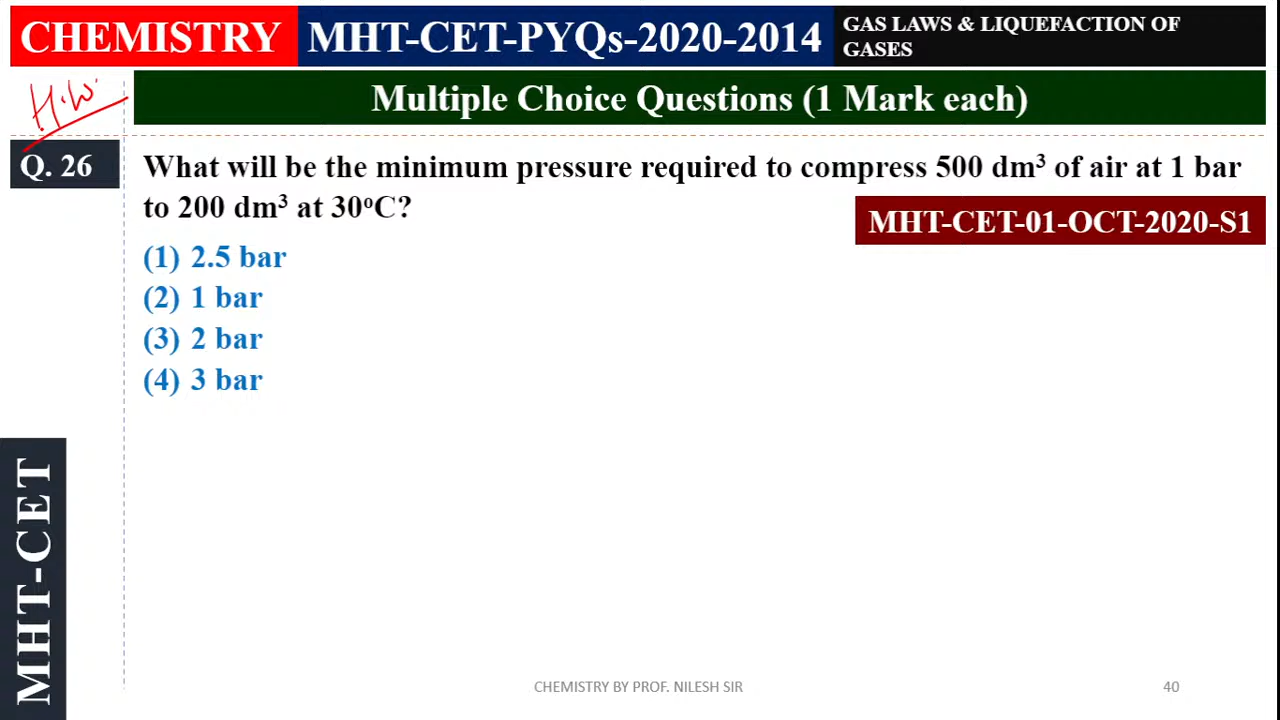 CHEMISTRY MHT-CET-PYQs-2020-2014 GAS LAWS & LIQUEFACTION OF
GASES
H.W.
Multiple Choice Questions (1 Mark each)
Q. 26 What will be the minimum pressure required to compress 500 dm³ of air at 1 bar
to 200 dm³ at 30ᵒC?
MHT-CET-01-OCT-2020-S1
(1) 2.5 bar
(2) 1 bar
(3) 2 bar
(4) 3 bar
MHT-CET
CHEMISTRY BY PROF. NILESH SIR 40